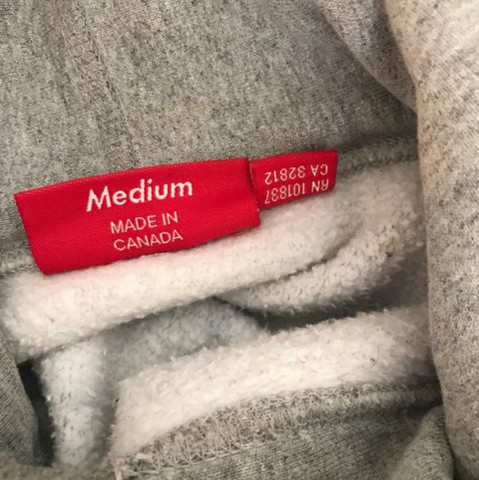 Medium
MADE IN
CANADA
RN 101837
CA 32812